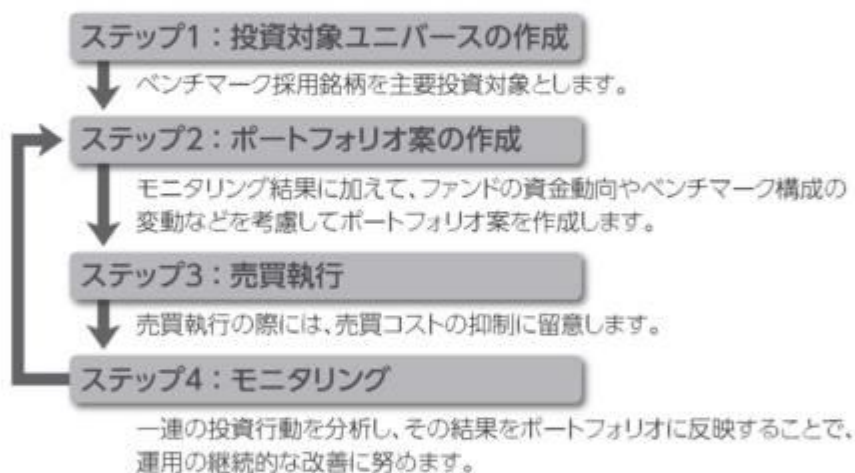 ステップ1：投資対象ユニバースの作成
ベンチマーク採用銘柄を主要投資対象とします。
ステップ2：ポートフォリオ案の作成
モニタリング結果に加えて、ファンドの資金動向やベンチマーク構成の
変動などを考慮してポートフォリオ案を作成します。
ステップ3：売買執行
売買執行の際には、売買コストの抑制に留意します。
ステップ4：モニタリング
一連の投資行動を分析し、その結果をポートフォリオに反映することで、
運用の継続的な改善に努めます。